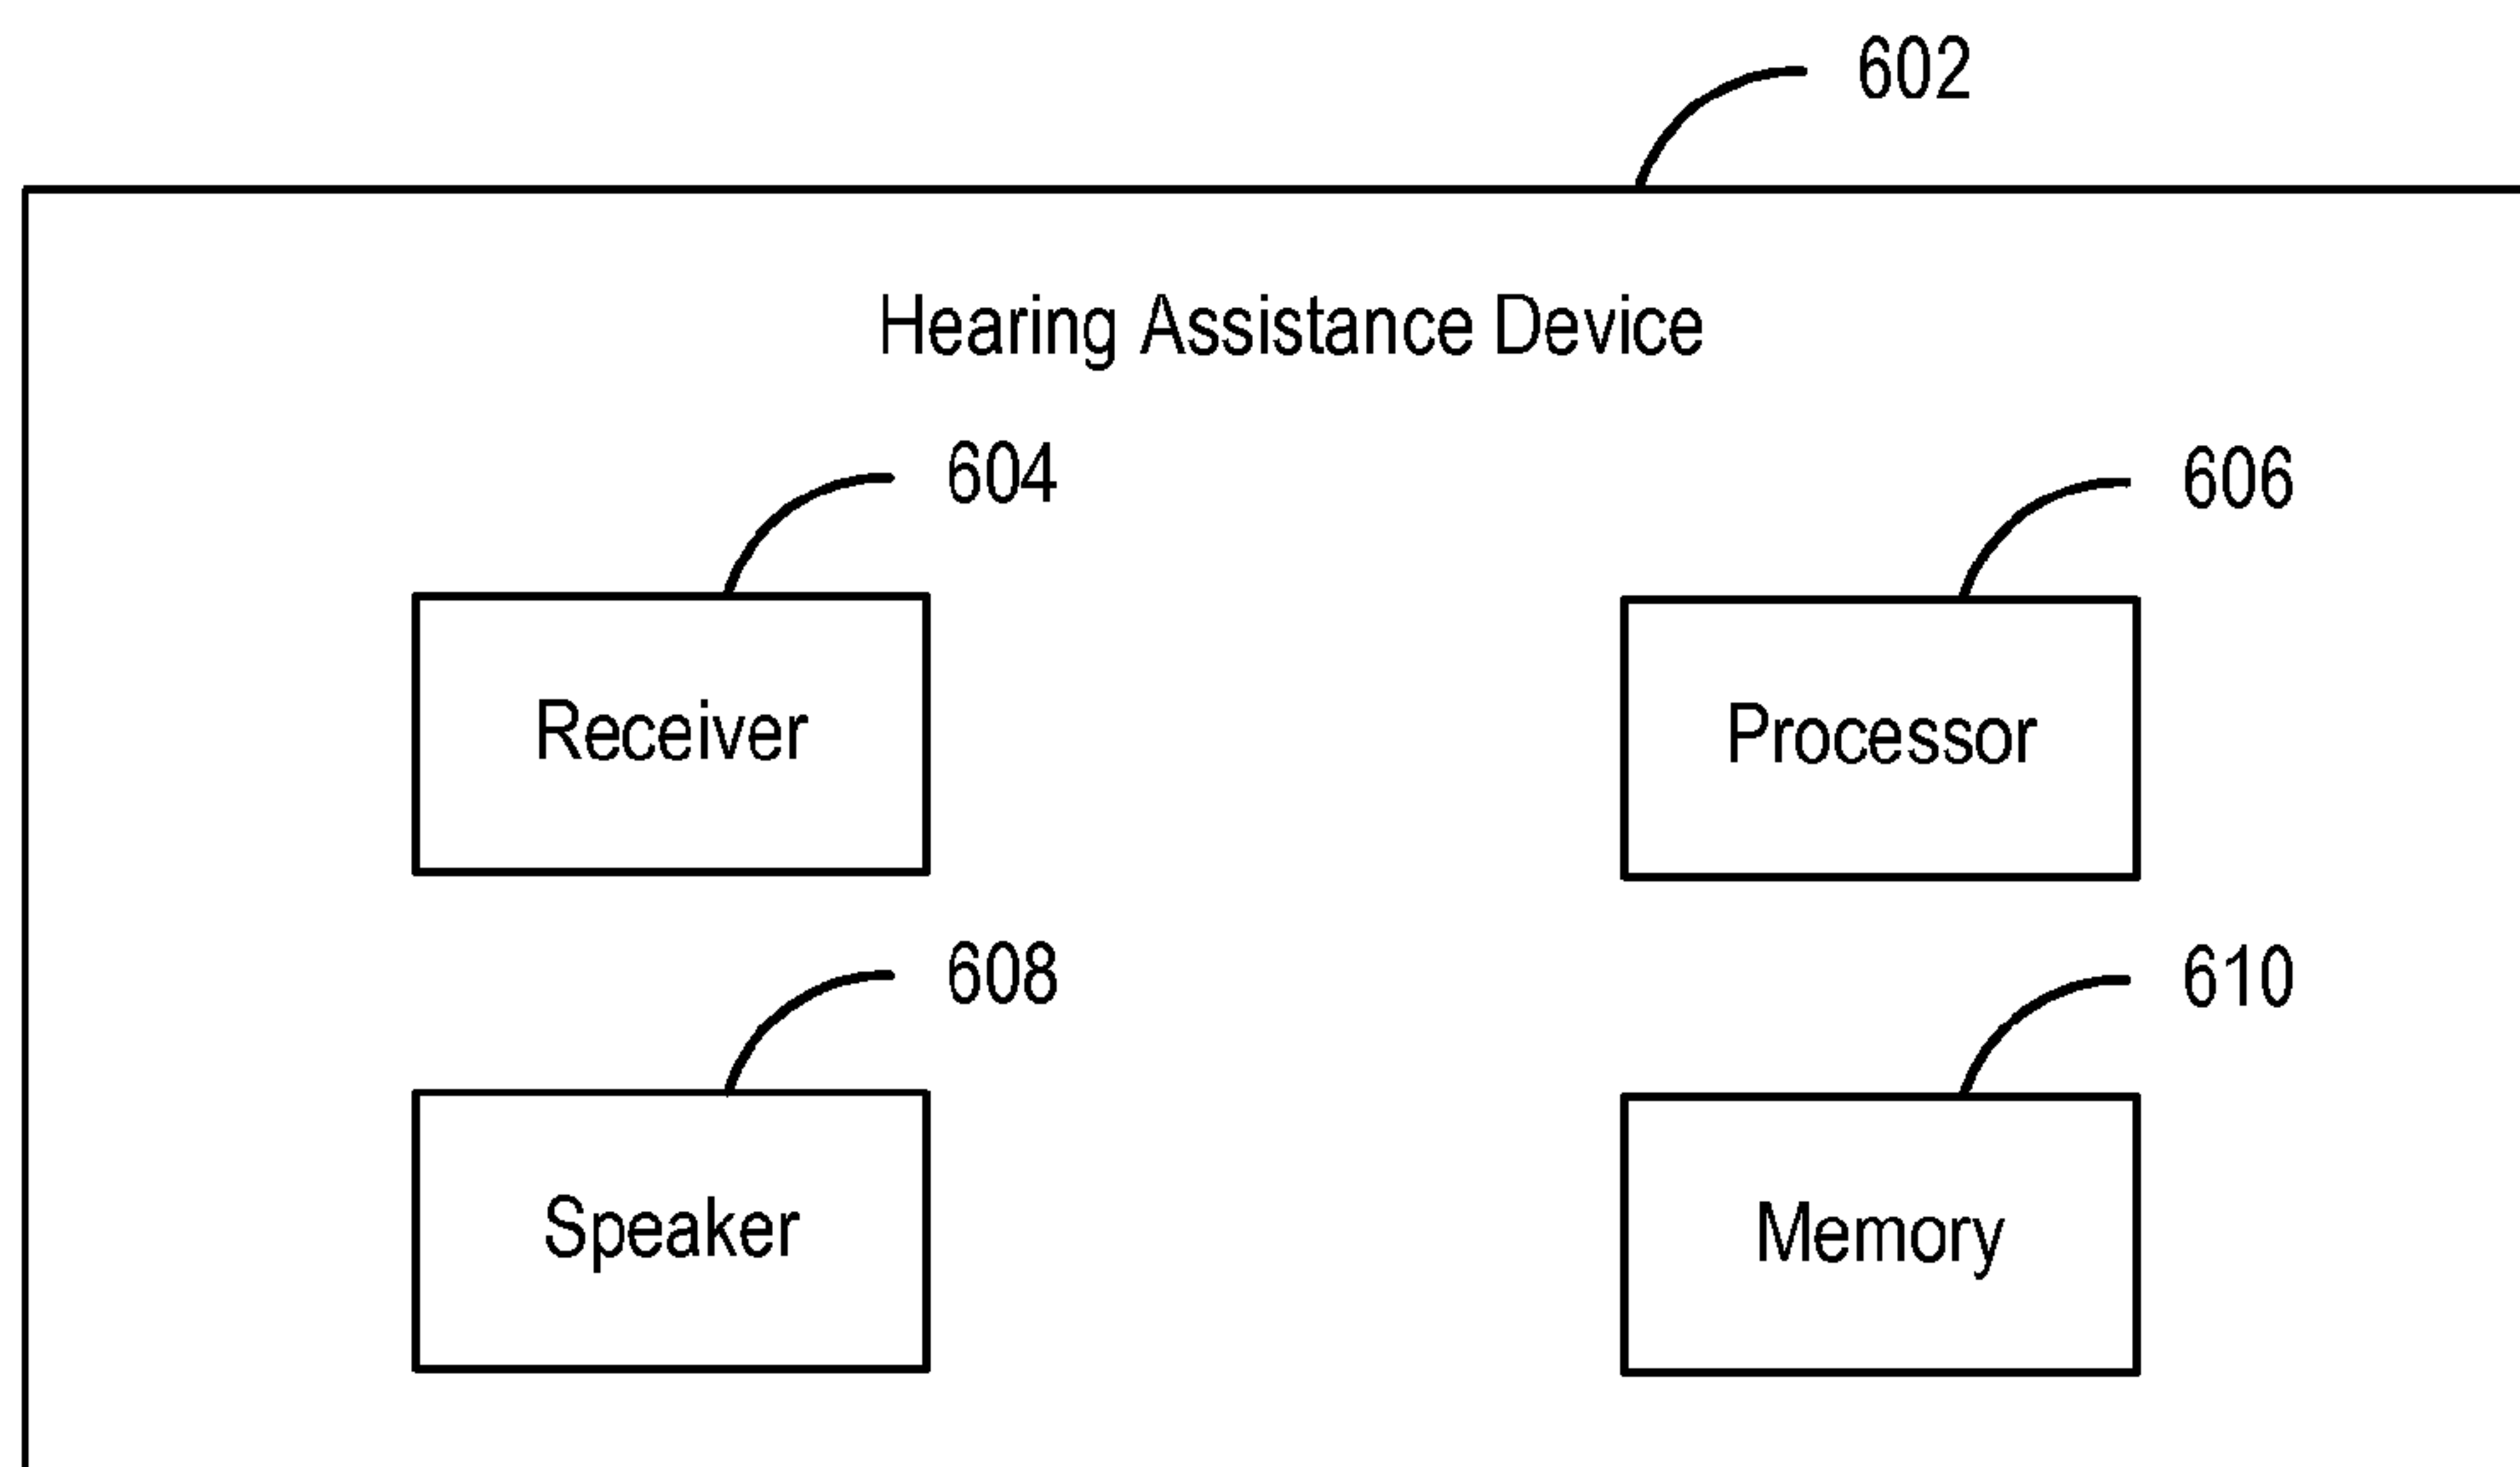 602
Hearing Assistance Device
604
606
Receiver
Processor
608
610
Speaker
Memory